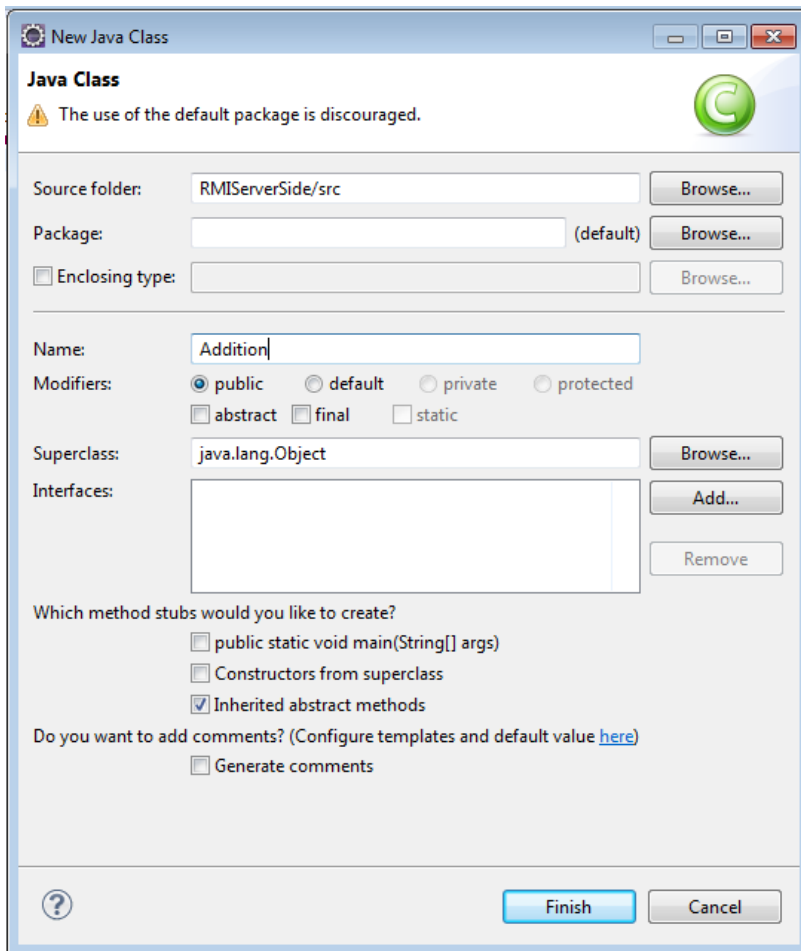 New Java Class
Java Class
The use of the default package is discouraged.
C
Source folder: RMIServerSide/src Browse...
Package: (default) Browse...
Enclosing type: Browse...
Name: Addition
Modifiers: public default private protected
abstract final static
Superclass: java.lang.Object Browse...
Interfaces: Add...
Remove
Which method stubs would you like to create?
public static void main(String[] args)
Constructors from superclass
Inherited abstract methods
Do you want to add comments? (Configure templates and default value here)
Generate comments
? Finish Cancel